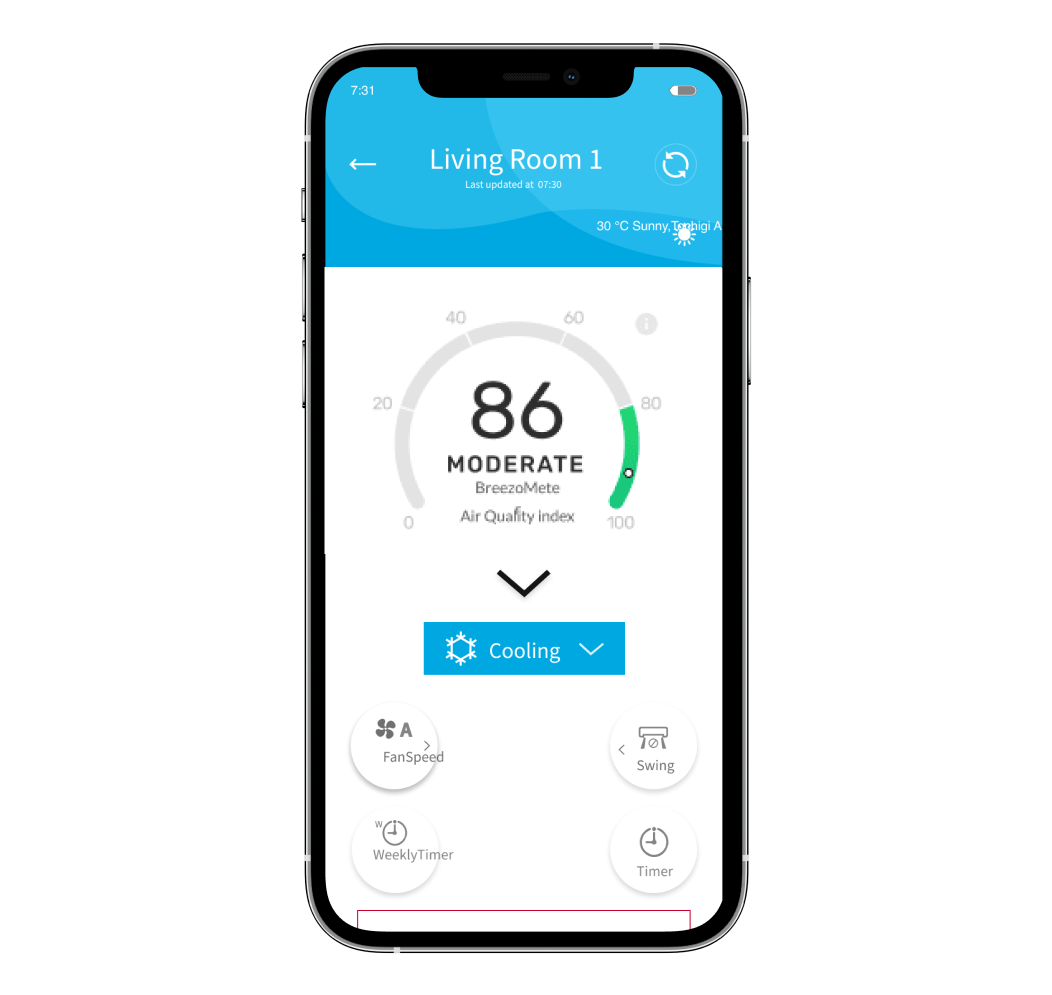 7:31
Living Room 1
Last updated at 07:30
30 °C Sunny,Tochigi A
40
60
20
80
86
MODERATE
BreezoMete
Air Quality index
0
100
Cooling
A
FanSpeed
Swing
W
WeeklyTimer
Timer